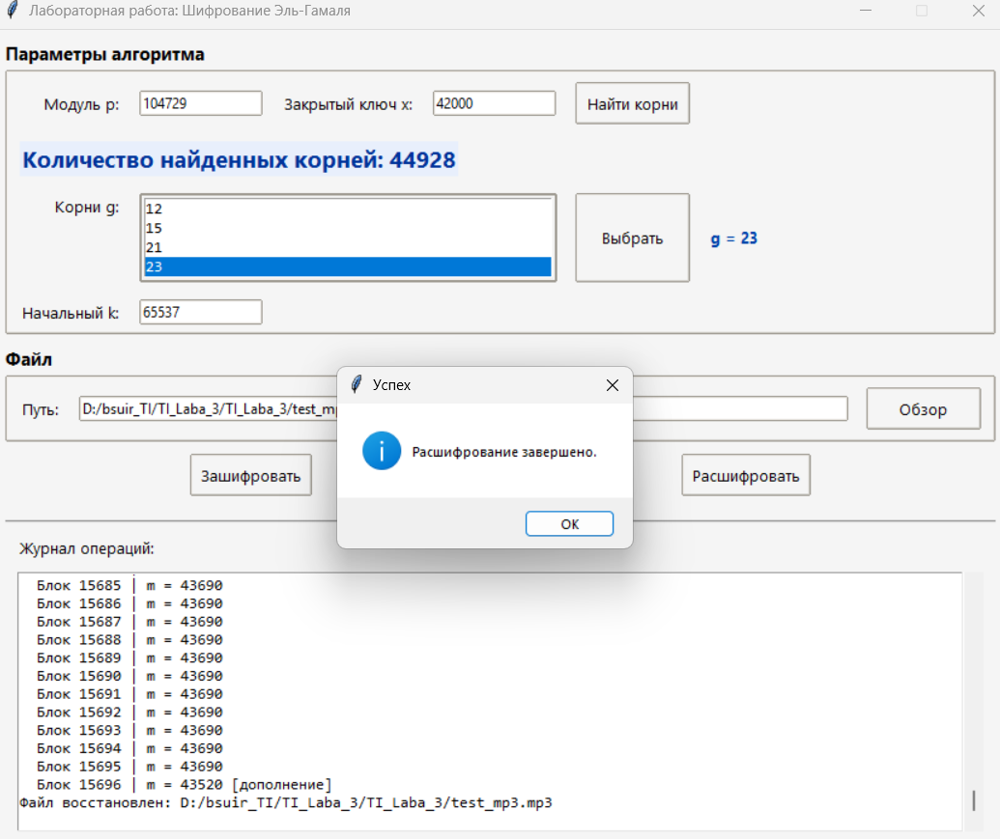 Лабораторная работа: Шифрование Эль-Гамаля
Параметры алгоритма
Модуль p: 104729 Закрытый ключ x: 42000 Найти корни
Количество найденных корней: 44928
Корни g: 12
15
21
23
Выбрать g = 23
Начальный k: 65537
Файл
Путь: D:/bsuir_TI/TI_Laba_3/TI_Laba_3/test_mp Обзор
Успех
Расшифрование завершено.
OK
Зашифровать Расшифровать
Журнал операций:
Блок 15685 | m = 43690
Блок 15686 | m = 43690
Блок 15687 | m = 43690
Блок 15688 | m = 43690
Блок 15689 | m = 43690
Блок 15690 | m = 43690
Блок 15691 | m = 43690
Блок 15692 | m = 43690
Блок 15693 | m = 43690
Блок 15694 | m = 43690
Блок 15695 | m = 43690
Блок 15696 | m = 43520 [дополнение]
Файл восстановлен: D:/bsuir_TI/TI_Laba_3/TI_Laba_3/test_mp3.mp3